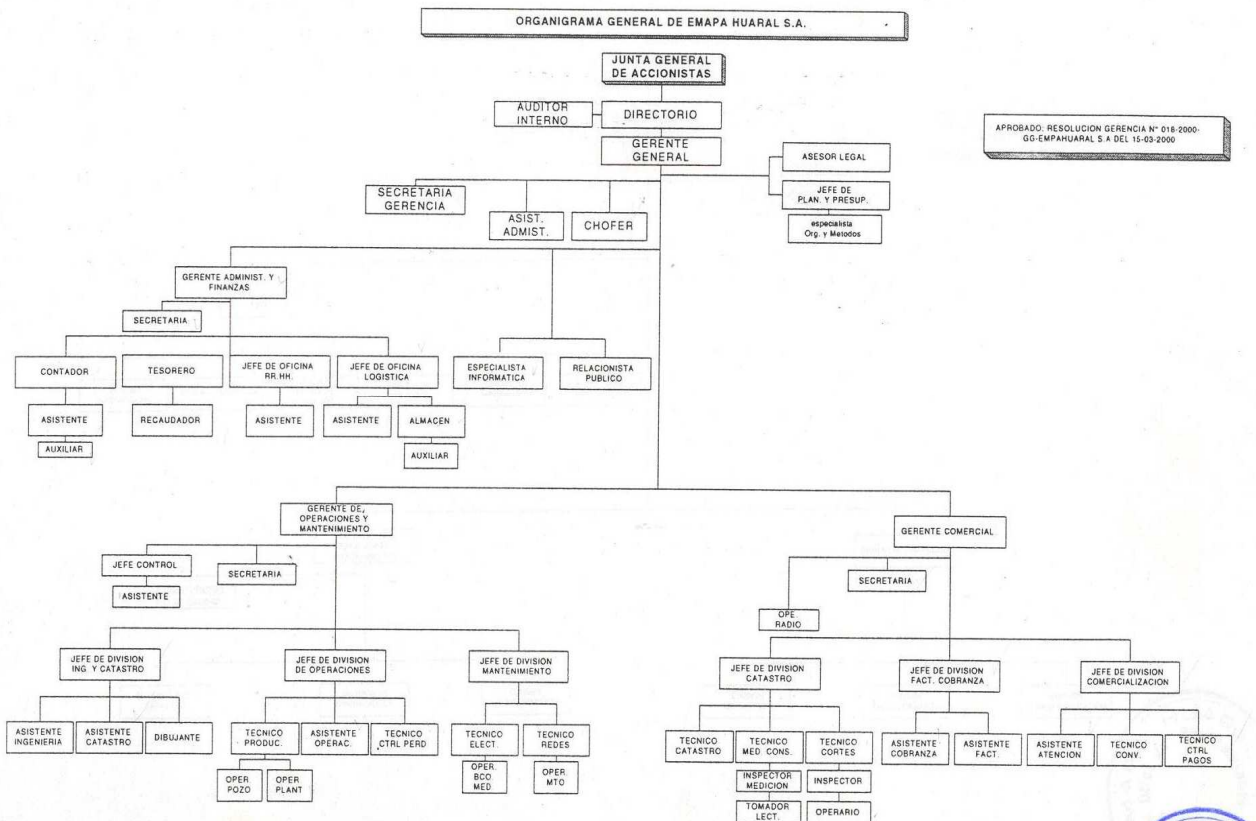 ORGANIGRAMA GENERAL DE EMAPA HUARAL S.A.
JUNTA GENERAL
DE ACCIONISTAS
AUDITOR
INTERNO
DIRECTORIO
APROBADO: RESOLUCION GERENCIA N° 018-2000-
GG-EMPAHUARAL S.A DEL 15-03-2000
GERENTE
GENERAL
ASESOR LEGAL
SECRETARIA
GERENCIA
JEFE DE
PLAN. Y PRESUP.
ASIST.
ADMIST.
CHOFER
especialista
Org. y Metodos
GERENTE ADMINIST. Y
FINANZAS
SECRETARIA
CONTADOR
TESORERO
JEFE DE OFICINA
RR.HH.
JEFE DE OFICINA
LOGISTICA
ESPECIALISTA
INFORMATICA
RELACIONISTA
PUBLICO
ASISTENTE
RECAUDADOR
ASISTENTE
ASISTENTE
ALMACEN
AUXILIAR
AUXILIAR
GERENTE DE,
OPERACIONES Y
MANTENIMIENTO
GERENTE COMERCIAL
JEFE CONTROL
SECRETARIA
SECRETARIA
ASISTENTE
OPE.
RADIO
JEFE DE DIVISION
ING. Y CATASTRO
JEFE DE DIVISION
DE OPERACIONES
JEFE DE DIVISION
MANTENIMIENTO
JEFE DE DIVISION
CATASTRO
JEFE DE DIVISION
FACT. COBRANZA
JEFE DE DIVISION
COMERCIALIZACION
ASISTENTE
INGENIERIA
ASISTENTE
CATASTRO
DIBUJANTE
TECNICO
PRODUC.
ASISTENTE
OPERAC.
TECNICO
CTRL PERD
TECNICO
ELECT.
TECNICO
REDES
TECNICO
CATASTRO
TECNICO
MED. CONS.
TECNICO
CORTES
ASISTENTE
COBRANZA
ASISTENTE
FACT.
ASISTENTE
ATENCION
TECNICO
CONV.
TECNICO
CTRL
PAGOS
OPER
POZO
OPER
PLANT
OPER.
BCO
MED.
OPER.
MTO
INSPECTOR
MEDICION
INSPECTOR
TOMADOR
LECT.
OPERARIO